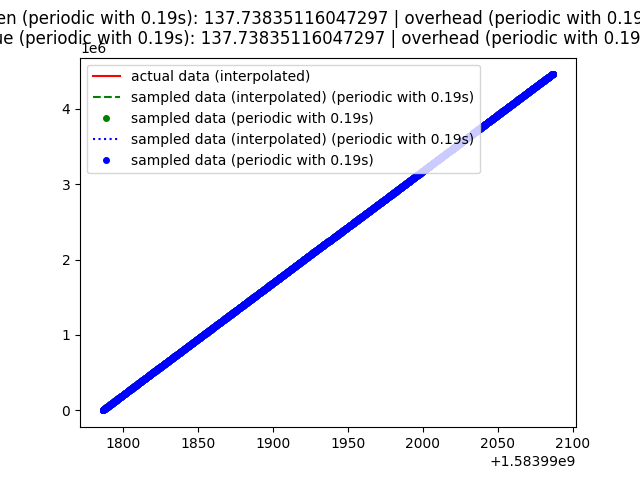 en (periodic with 0.19s): 137.73835116047297 | overhead (periodic with 0.19
ue (periodic with 0.19s): 137.73835116047297 | overhead (periodic with 0.19
1e6
actual data (interpolated)
sampled data (interpolated) (periodic with 0.19s)
sampled data (periodic with 0.19s)
sampled data (interpolated) (periodic with 0.19s)
sampled data (periodic with 0.19s)
4
3
2
1
0
1800 1850 1900 1950 2000 2050 2100
+1.58399e9